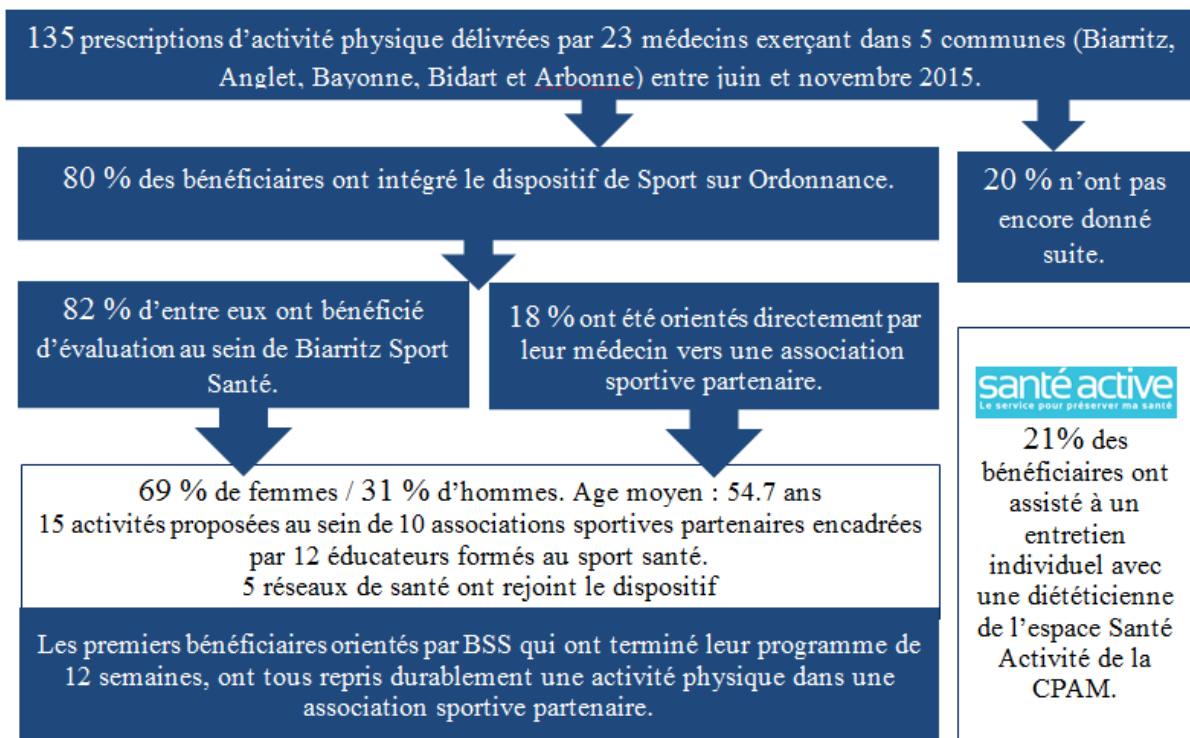 135 prescriptions d’activité physique délivrées par 23 médecins exerçant dans 5 communes (Biarritz,
Anglet, Bayonne, Bidart et Arbonne) entre juin et novembre 2015.
80 % des bénéficiaires ont intégré le dispositif de Sport sur Ordonnance.
20 % n’ont pas
encore donné
suite.
82 % d’entre eux ont bénéficié
d’évaluation au sein de Biarritz Sport
Santé.
18 % ont été orientés directement par
leur médecin vers une association
sportive partenaire.
69 % de femmes / 31 % d’hommes. Age moyen : 54.7 ans
15 activités proposées au sein de 10 associations sportives partenaires encadrées
par 12 éducateurs formés au sport santé.
5 réseaux de santé ont rejoint le dispositif
Les premiers bénéficiaires orientés par BSS qui ont terminé leur programme de
12 semaines, ont tous repris durablement une activité physique dans une
association sportive partenaire.
santé active
Le service pour préserver ma santé
21% des
bénéficiaires ont
assisté à un
entretien
individuel avec
une diététicienne
de l’espace Santé
Activité de la
CPAM.